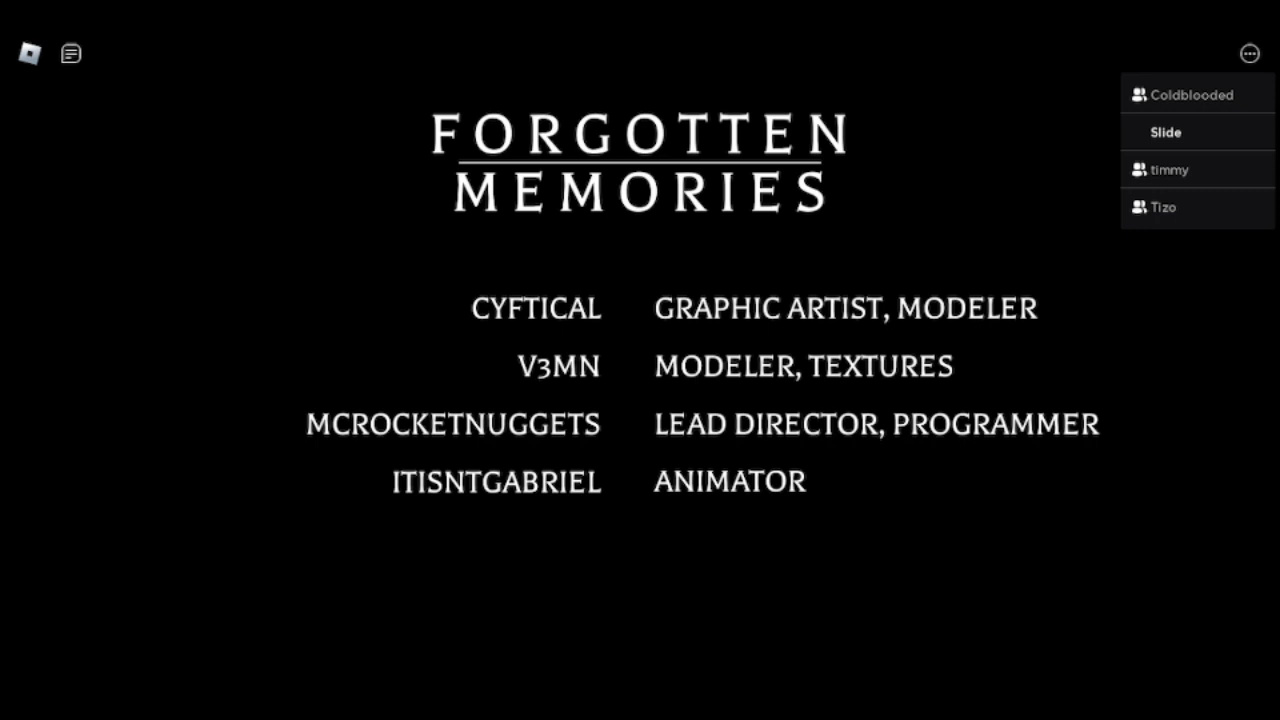 FORGOTTEN
MEMORIES
CYFTICAL GRAPHIC ARTIST, MODELER
V3MN MODELER, TEXTURES
MCROCKETNUGGETS LEAD DIRECTOR, PROGRAMMER
ITISNTGABRIEL ANIMATOR
Coldblooded
Slide
timmy
Tizo